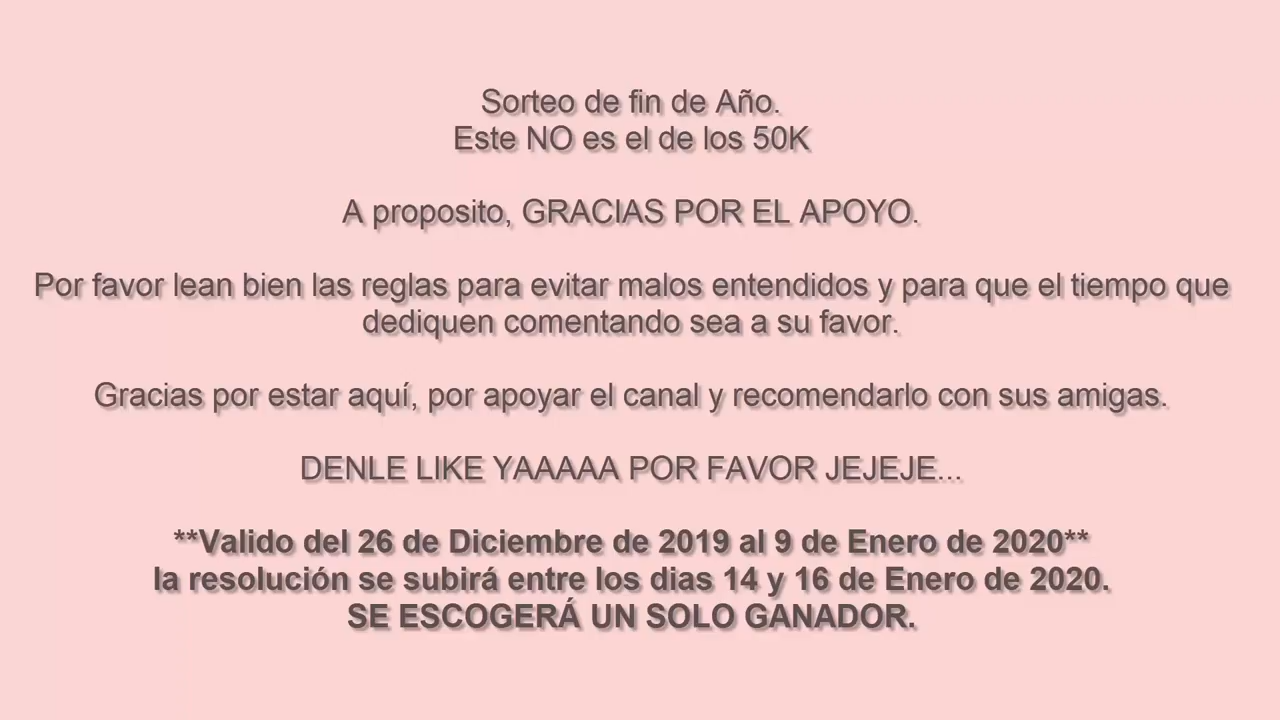 Sorteo de fin de Año.
Este NO es el de los 50K
A proposito, GRACIAS POR EL APOYO.
Por favor lean bien las reglas para evitar malos entendidos y para que el tiempo que
dediquen comentando sea a su favor.
Gracias por estar aquí, por apoyar el canal y recomendarlo con sus amigas.
DENLE LIKE YAAAAA POR FAVOR JEJEJE...
**Valido del 26 de Diciembre de 2019 al 9 de Enero de 2020**
la resolución se subirá entre los dias 14 y 16 de Enero de 2020.
SE ESCOGERÁ UN SOLO GANADOR.